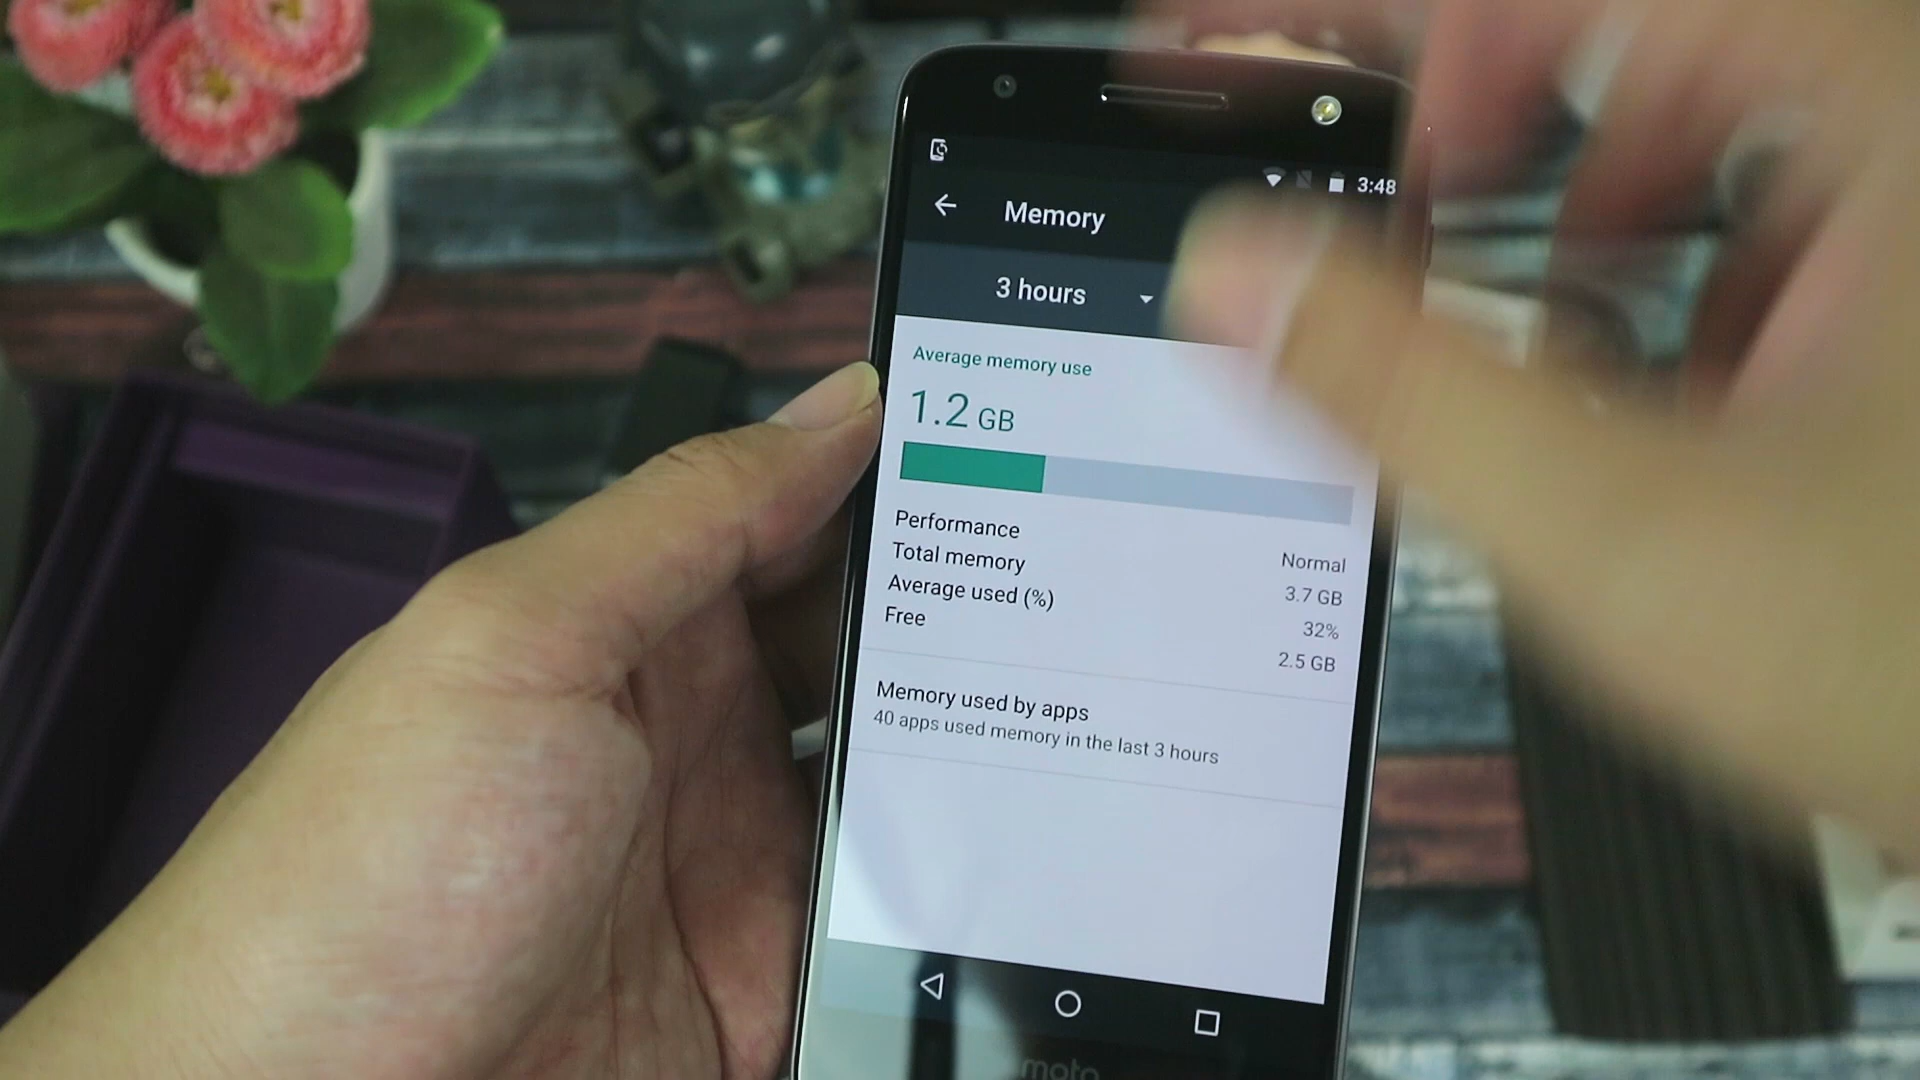 3:48
Memory
3 hours
Average memory use
1.2 GB
Performance Normal
Total memory 3.7 GB
Average used (%) 32%
Free 2.5 GB
Memory used by apps
40 apps used memory in the last 3 hours
moto